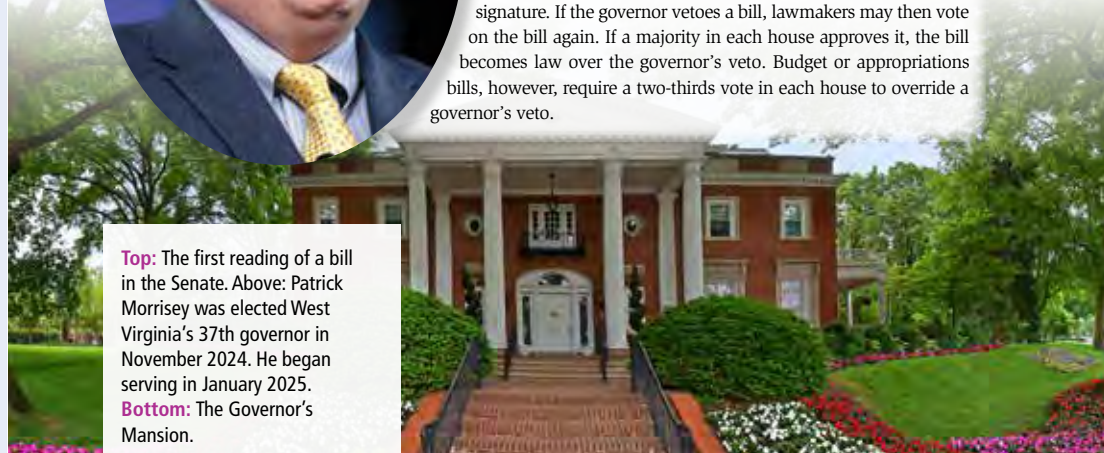 signature. If the governor vetoes a bill, lawmakers may then vote
on the bill again. If a majority in each house approves it, the bill
becomes law over the governor’s veto. Budget or appropriations
bills, however, require a two-thirds vote in each house to override a
governor’s veto.
Top: The first reading of a bill
in the Senate. Above: Patrick
Morrisey was elected West
Virginia’s 37th governor in
November 2024. He began
serving in January 2025.
Bottom: The Governor’s
Mansion.